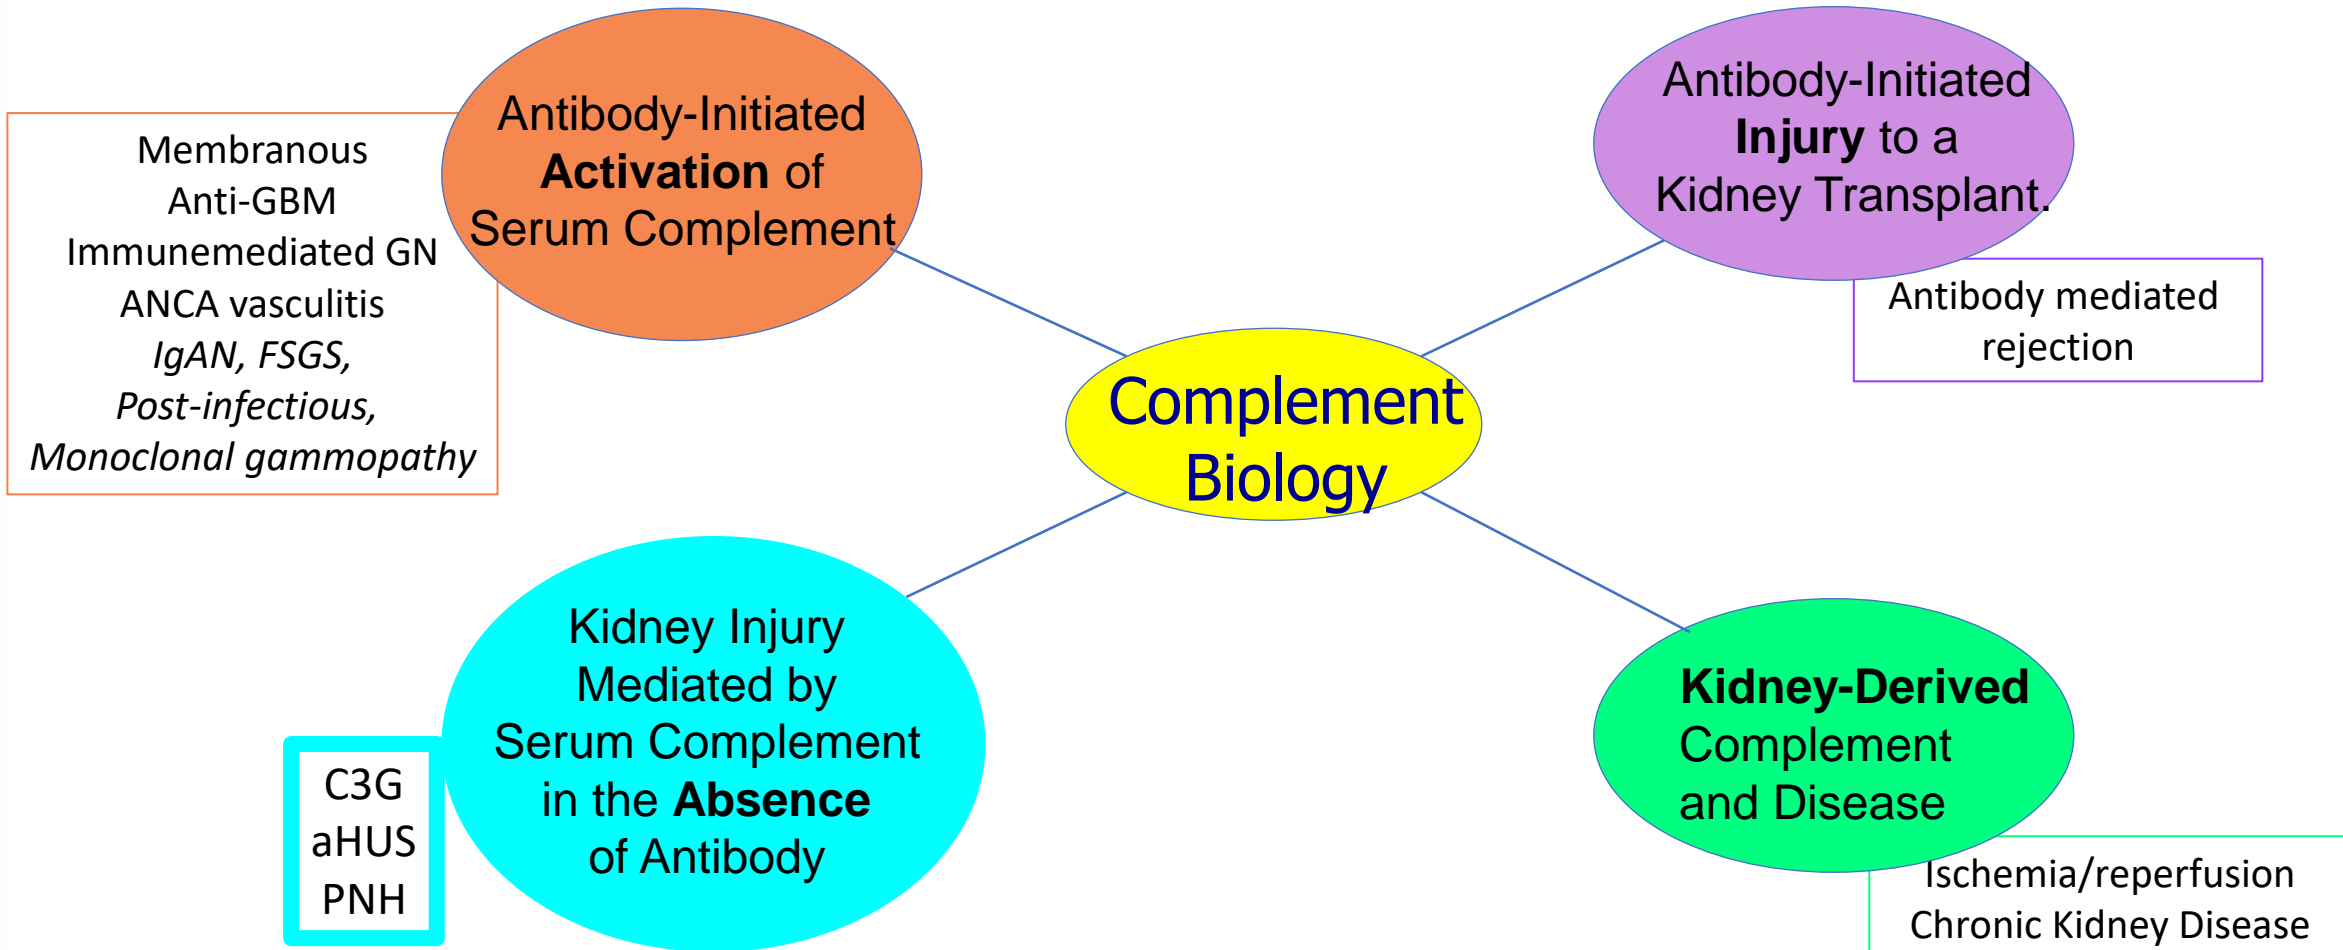 Antibody-Initiated
Activation of
Serum Complement
Membranous
Anti-GBM
Immunemediated GN
ANCA vasculitis
IgAN, FSGS,
Post-infectious,
Monoclonal gammopathy
Antibody-Initiated
Injury to a
Kidney Transplant.
Antibody mediated
rejection
Complement
Biology
Kidney Injury
Mediated by
Serum Complement
in the Absence
of Antibody
C3G
aHUS
PNH
Kidney-Derived
Complement
and Disease
Ischemia/reperfusion
Chronic Kidney Disease